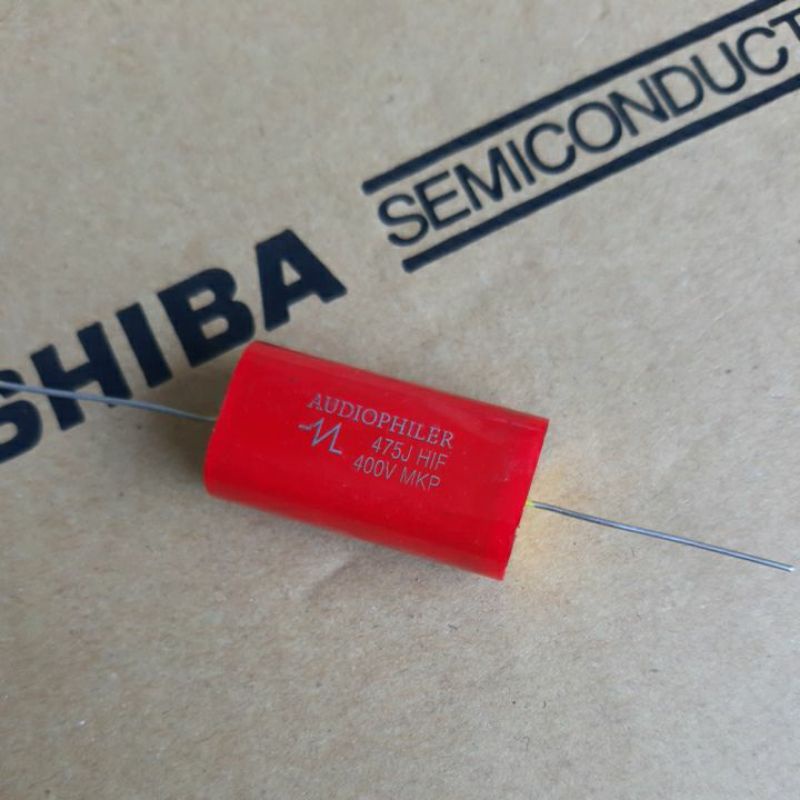 SHIBA
SEMICONDUCT
AUDIOPHILER
475J HIF
400V MKP